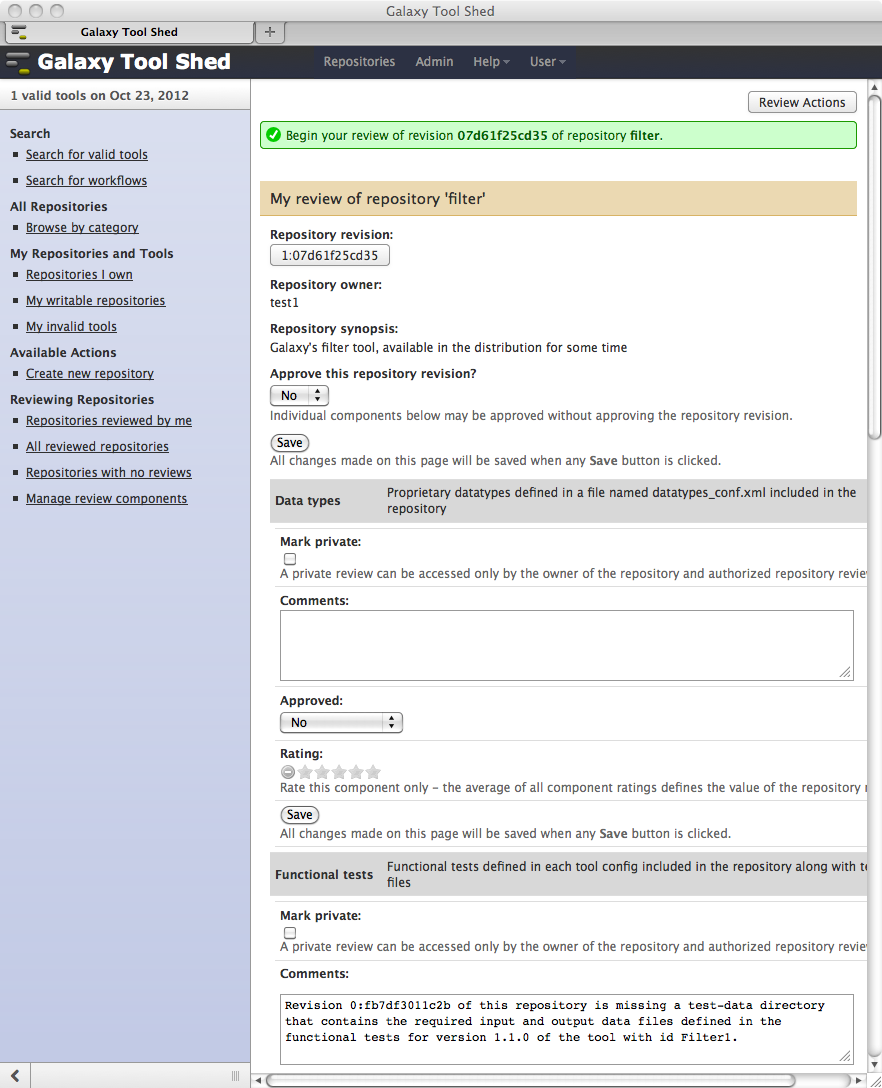 Galaxy Tool Shed
Galaxy Tool Shed
Galaxy Tool Shed
Repositories Admin Help User
1 valid tools on Oct 23, 2012
Search
Search for valid tools
Search for workflows
All Repositories
Browse by category
My Repositories and Tools
Repositories I own
My writable repositories
My invalid tools
Available Actions
Create new repository
Reviewing Repositories
Repositories reviewed by me
All reviewed repositories
Repositories with no reviews
Manage review components
Review Actions
Begin your review of revision 07d61f25cd35 of repository filter.
My review of repository 'filter'
Repository revision:
1:07d61f25cd35
Repository owner:
test1
Repository synopsis:
Galaxy's filter tool, available in the distribution for some time
Approve this repository revision?
No
Individual components below may be approved without approving the repository revision.
Save
All changes made on this page will be saved when any Save button is clicked.
Data types
Proprietary datatypes defined in a file named datatypes_conf.xml included in the
repository
Mark private:
A private review can be accessed only by the owner of the repository and authorized repository revie
Comments:
Approved:
No
Rating:
Rate this component only - the average of all component ratings defines the value of the repository
Save
All changes made on this page will be saved when any Save button is clicked.
Functional tests
Functional tests defined in each tool config included in the repository along with te
files
Mark private:
A private review can be accessed only by the owner of the repository and authorized repository revie
Comments:
Revision 0:fb7df3011c2b of this repository is missing a test-data directory
that contains the required input and output data files defined in the
functional tests for version 1.1.0 of the tool with id Filter1.